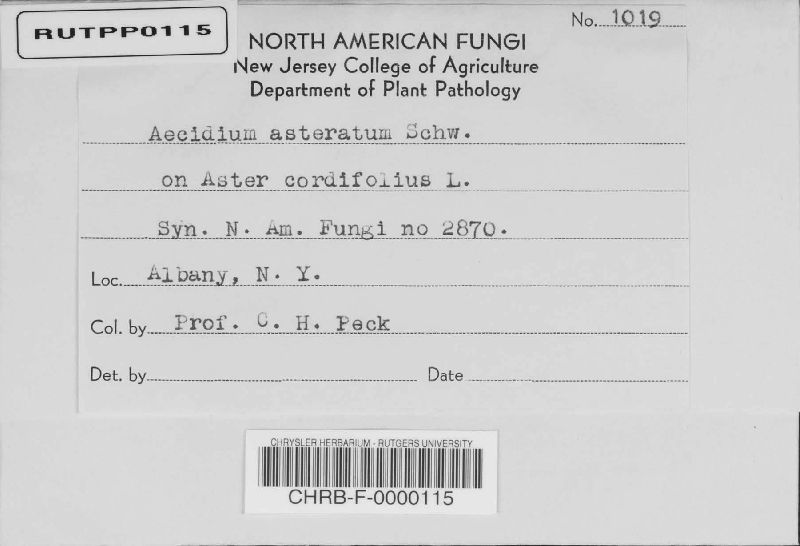 RUTPP0115
No. 1019
NORTH AMERICAN FUNGI
New Jersey College of Agriculture
Department of Plant Pathology
Aecidium asteratum Schw.
on Aster cordifolius L.
Syn. N. Am. Fungi no 2870.
Loc. Albany, N. Y.
Col. by Prof. C. H. Peck
Det. by Date
CHRYSLER HERBARIUM - RUTGERS UNIVERSITY
CHRB-F-0000115